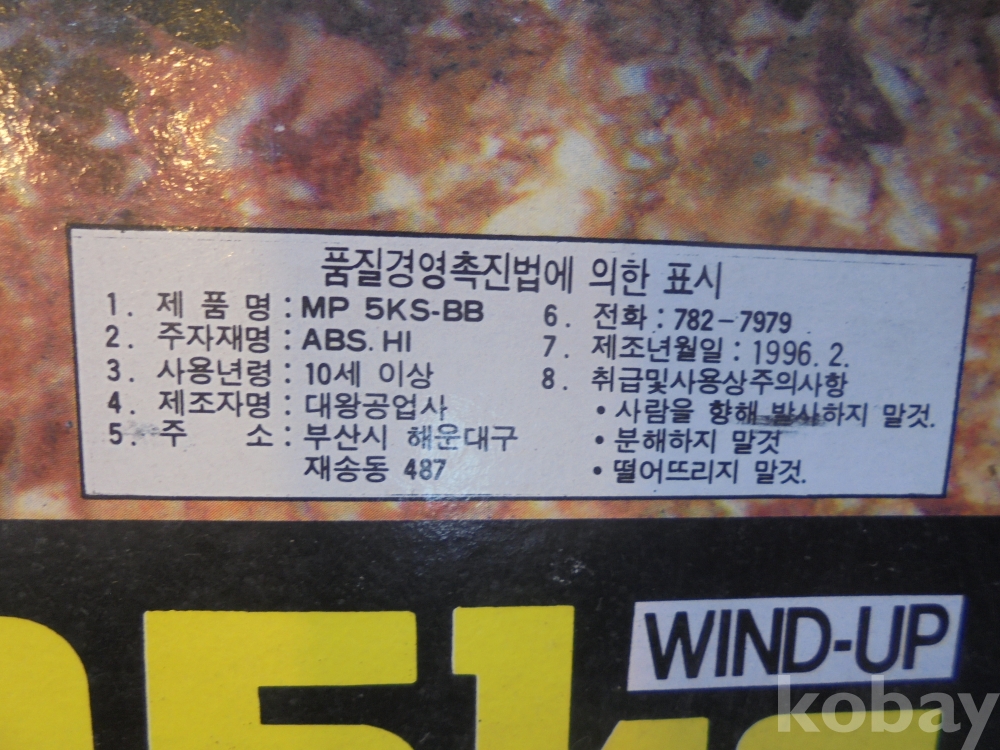 품질경영촉진법에 의한 표시
1. 제 품 명 : MP 5KS-BB
2. 주자재명 : ABS. HI
3. 사용년령 : 10세 이상
4. 제조자명 : 대왕공업사
5. 주 소 : 부산시 해운대구
재송동 487
6. 전화 : 782-7979
7. 제조년월일 : 1996. 2.
8. 취급및사용상주의사항
• 사람을 향해 발사하지 말것.
• 분해하지 말것
• 떨어뜨리지 말것.
WIND-UP
kobay